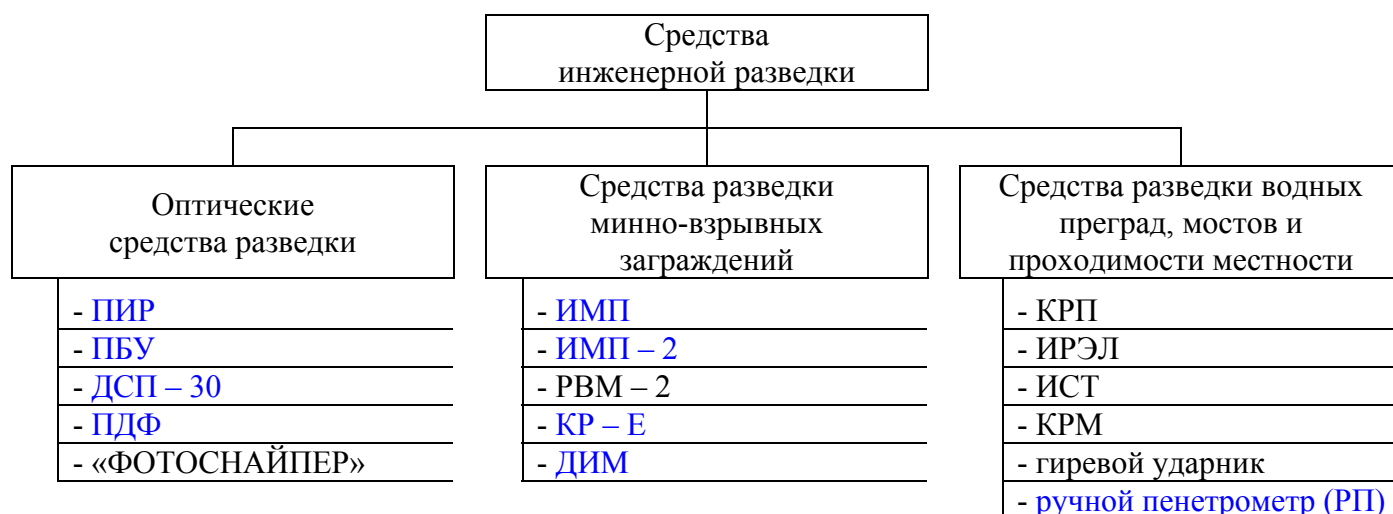 Средства
инженерной разведки
Оптические
средства разведки
- ПИР
- ПБУ
- ДСП – 30
- ПДФ
- «ФОТОСНАЙПЕР»
Средства разведки
минно-взрывных
заграждений
- ИМП
- ИМП – 2
- РВМ – 2
- КР – Е
- ДИМ
Средства разведки водных
преград, мостов и
проходимости местности
- КРП
- ИРЭЛ
- ИСТ
- КРМ
- гиревой ударник
- ручной пенетрометр (РП)